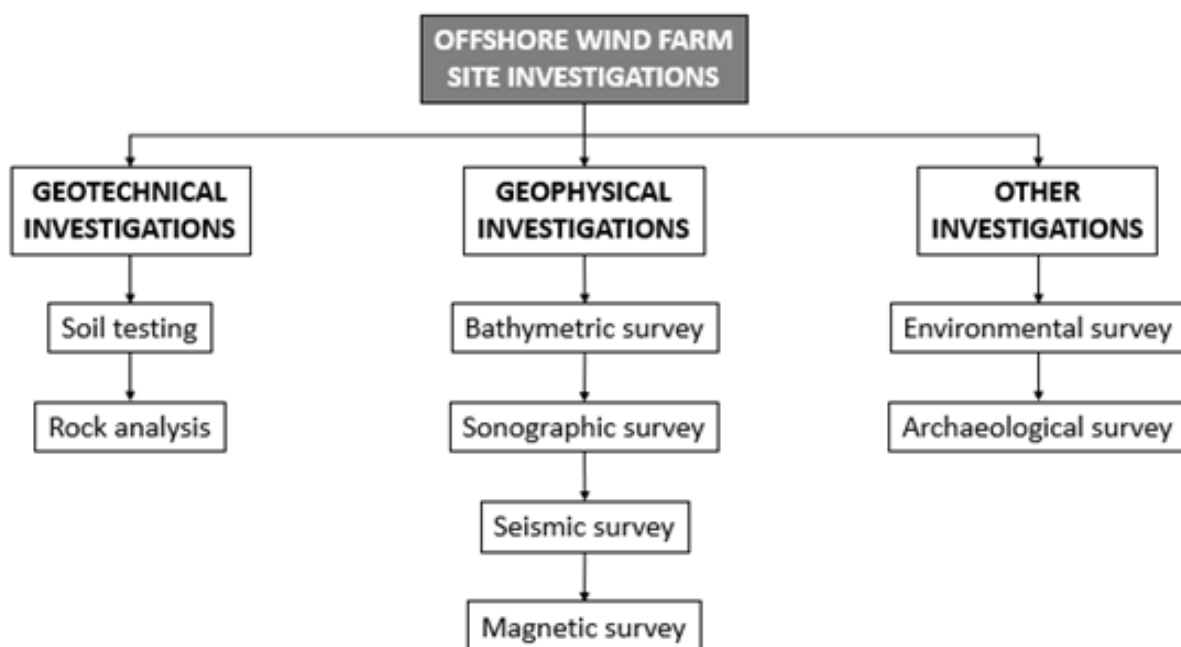 OFFSHORE WIND FARM
SITE INVESTIGATIONS
GEOTECHNICAL
INVESTIGATIONS
GEOPHYSICAL
INVESTIGATIONS
OTHER
INVESTIGATIONS
Soil testing
Bathymetric survey
Environmental survey
Rock analysis
Sonographic survey
Archaeological survey
Seismic survey
Magnetic survey